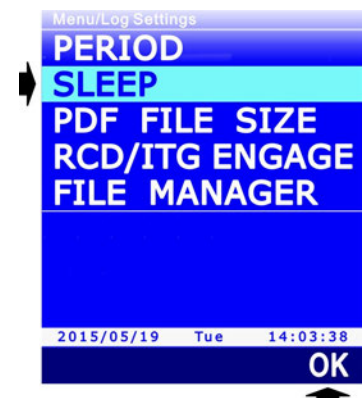 Menu/Log Settings
PERIOD
SLEEP
PDF FILE SIZE
RCD/ITG ENGAGE
FILE MANAGER
2015/05/19 Tue 14:03:38
OK